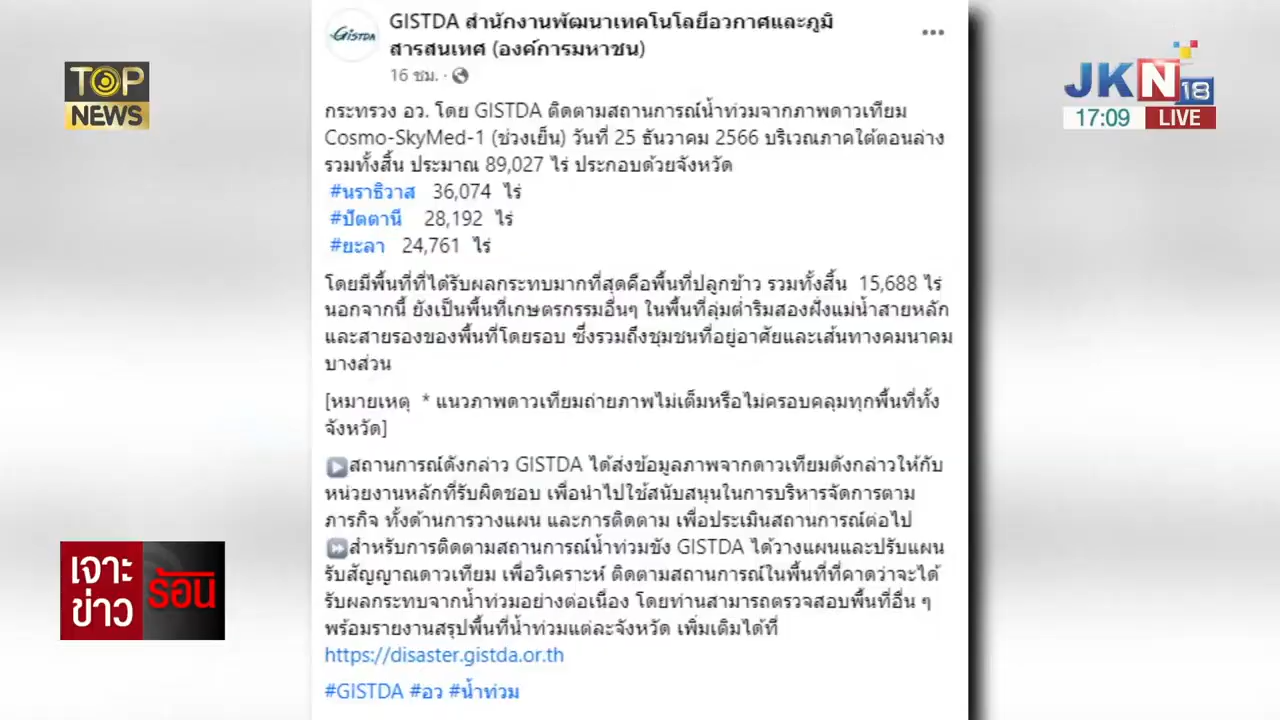 GISTDA สำนักงานพัฒนาเทคโนโลยีอวกาศและภูมิ
สารสนเทศ (องค์การมหาชน)
16 ชม.
GISTDA
TOP
NEWS
JKN18
17:09 LIVE
กระทรวง อว. โดย GISTDA ติดตามสถานการณ์น้ำท่วมจากภาพดาวเทียม
Cosmo-SkyMed-1 (ช่วงเย็น) วันที่ 25 ธันวาคม 2566 บริเวณภาคใต้ตอนล่าง
รวมทั้งสิ้น ประมาณ 89,027 ไร่ ประกอบด้วยจังหวัด
#นราธิวาส 36,074 ไร่
#ปัตตานี 28,192 ไร่
#ยะลา 24,761 ไร่
โดยมีพื้นที่ที่ได้รับผลกระทบมากที่สุดคือพื้นที่ปลูกข้าว รวมทั้งสิ้น 15,688 ไร่
นอกจากนี้ ยังเป็นพื้นที่เกษตรกรรมอื่นๆ ในพื้นที่ลุ่มต่ำริมสองฝั่งแม่น้ำสายหลัก
และสายรองของพื้นที่โดยรอบ ซึ่งรวมถึงชุมชนที่อยู่อาศัยและเส้นทางคมนาคม
บางส่วน
[หมายเหตุ * แนวภาพดาวเทียมถ่ายภาพไม่เต็มหรือไม่ครอบคลุมทุกพื้นที่ทั้ง
จังหวัด]
สถานการณ์ดังกล่าว GISTDA ได้ส่งข้อมูลภาพจากดาวเทียมดังกล่าวให้กับ
หน่วยงานหลักที่รับผิดชอบ เพื่อนำไปใช้สนับสนุนในการบริหารจัดการตาม
ภารกิจ ทั้งด้านการวางแผน และการติดตาม เพื่อประเมินสถานการณ์ต่อไป
สำหรับการติดตามสถานการณ์น้ำท่วมขัง GISTDA ได้วางแผนและปรับแผน
รับสัญญาณดาวเทียม เพื่อวิเคราะห์ ติดตามสถานการณ์ในพื้นที่ที่คาดว่าจะได้
รับผลกระทบจากน้ำท่วมอย่างต่อเนื่อง โดยท่านสามารถตรวจสอบพื้นที่อื่น ๆ
พร้อมรายงานสรุปพื้นที่น้ำท่วมแต่ละจังหวัด เพิ่มเติมได้ที่
https://disaster.gistda.or.th
#GISTDA #อว #น้ำท่วม
เจาะ
ข่าว
ร้อน